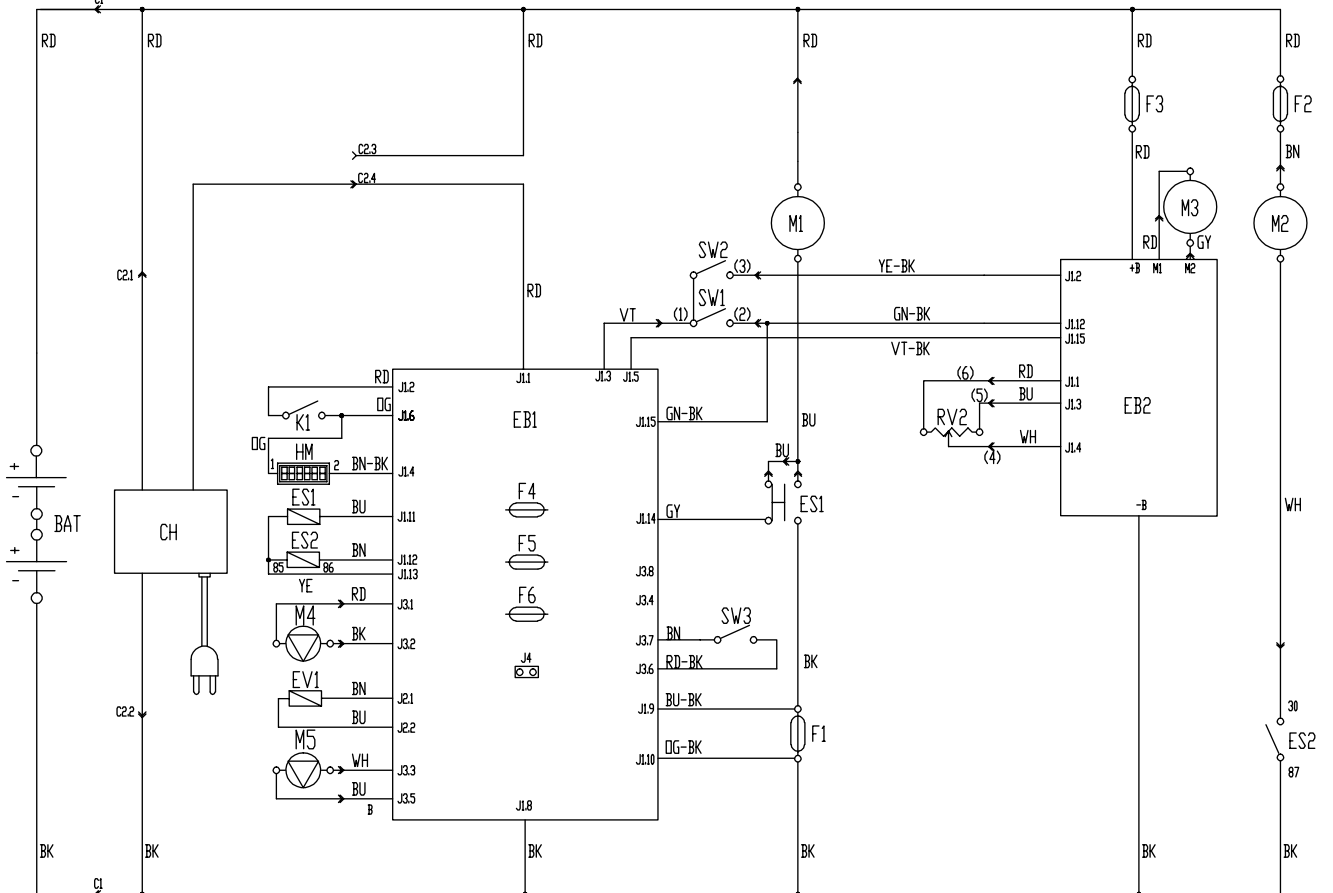 C1
RD
RD
RD
RD
RD
RD
F3
F2
C2.3
RD
BN
C2.4
M3
M1
M2
SW2
RD
GY
(3)
YE-BK
+B
M1
M2
C2.1
J1.2
RD
SW1
VT
(1)
(2)
GN-BK
J1.12
J1.15
VT-BK
RD
J1.1
J1.3
J1.5
(6)
RD
J1.1
J1.2
OG
(5)
BU
J1.3
K1
J1.6
EB1
GN-BK
J1.15
BU
RV2
EB2
OG
HM
WH
J1.4
1
2
BN-BK
J1.4
BU
(4)
+
-
ES1
BU
F4
ES1
-B
WH
BAT
CH
J1.11
J1.14
GY
ES2
BN
F5
+
-
85
86
J1.12
J1.13
J3.8
YE
RD
J3.1
F6
J3.4
M4
SW3
BK
J3.2
J3.7
BN
J4
J3.6
RD-BK
BK
EV1
BN
J2.1
J1.9
BU-BK
30
C2.2
BU
J2.2
F1
ES2
M5
WH
J3.3
J1.10
OG-BK
87
BU
J3.5
B
J1.8
BK
BK
BK
BK
BK
BK
C1